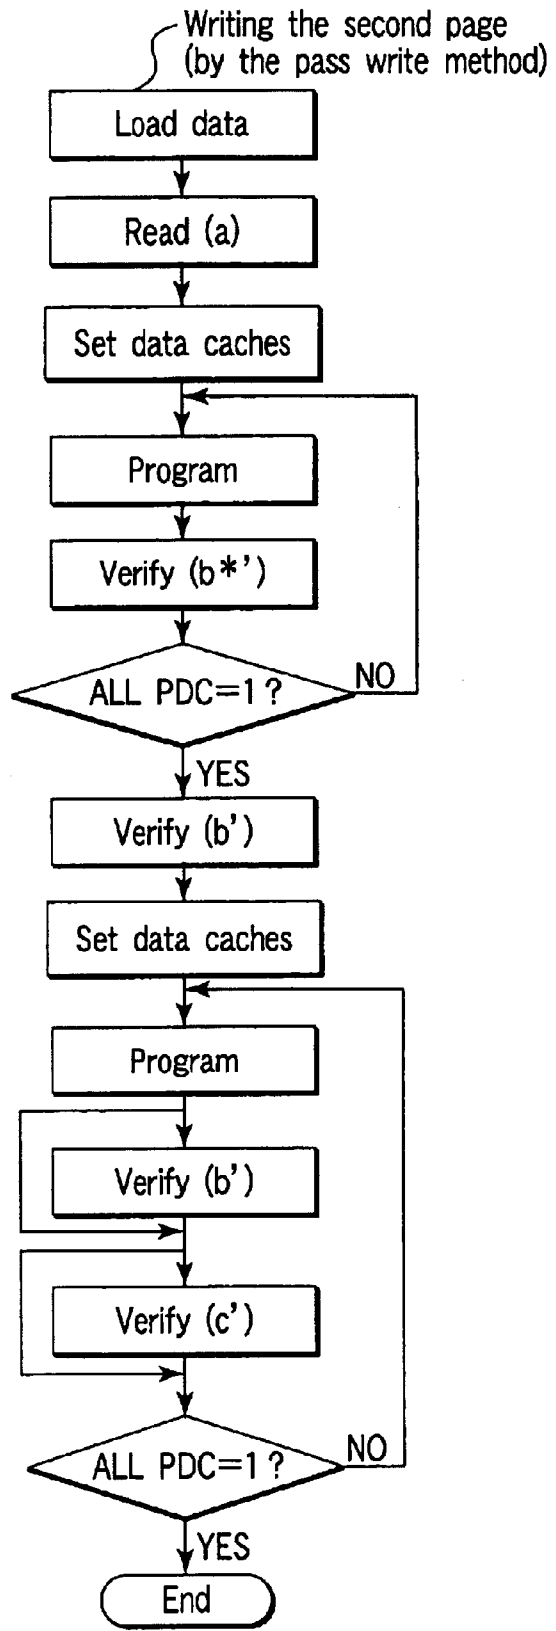 Writing the second page
(by the pass write method)
Load data
Read (a)
Set data caches
Program
Verify (b*')
ALL PDC=1?
NO
YES
Verify (b')
Set data caches
Program
Verify (b')
Verify (c')
ALL PDC=1?
NO
YES
End